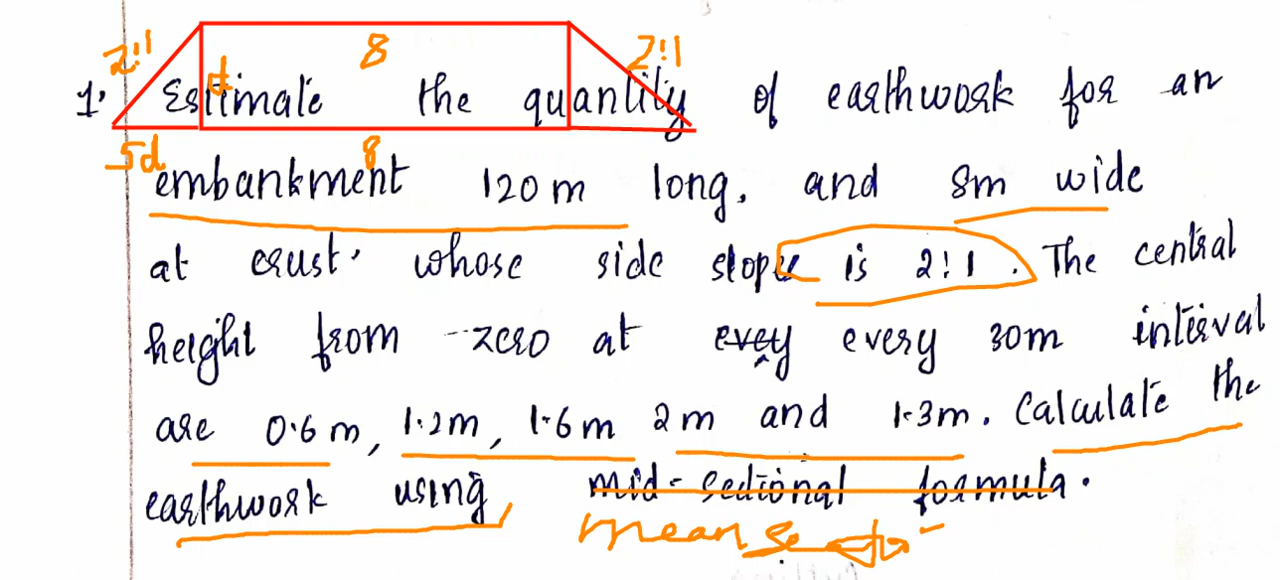 8
2:1 2:1
d
1. Estimate the quantity of earthwork for an
5d 8
embankment 120 m long, and 8m wide
at crust, whose side slope is 2:1. The central
height from zero at evey every 30m interval
are 0.6 m, 1.2m, 1.6m 2m and 1.3m. Calculate the
earthwork using mid-sectional formula.
mean